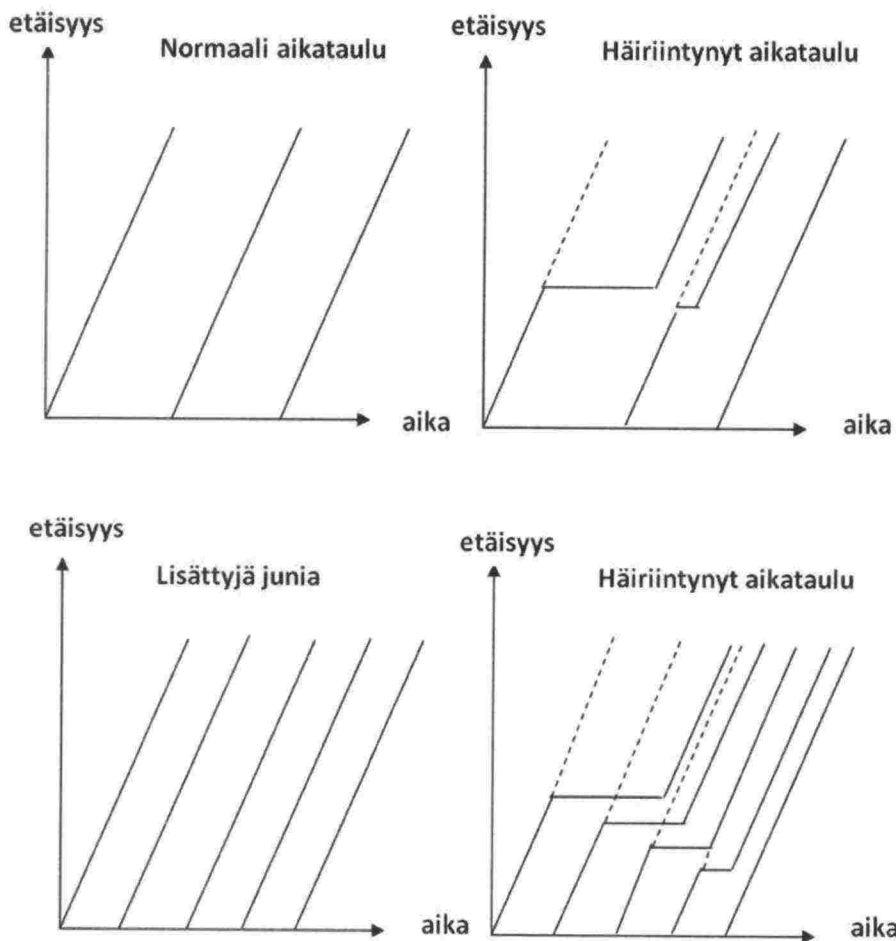 etäisyys
Normaali aikataulu
aika
etäisyys
Häiriintynyt aikataulu
aika
etäisyys
Lisättyjä junia
aika
etäisyys
Häiriintynyt aikataulu
aika